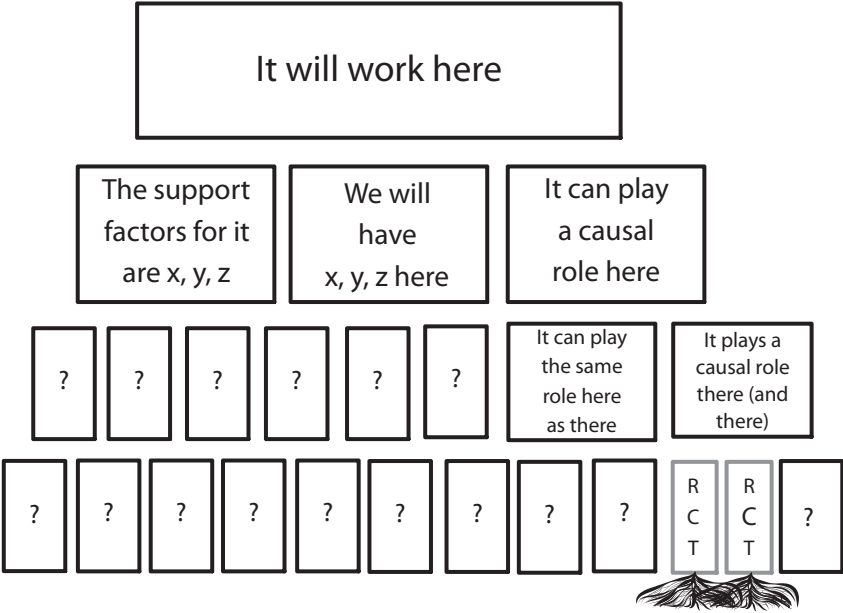 It will work here
The support
factors for it
are x, y, z
We will
have
x, y, z here
It can play
a causal
role here
?
?
?
?
?
?
It can play
the same
role here
as there
It plays a
causal role
there (and
there)
?
?
?
?
?
?
?
?
?
R
C
T
R
C
T
?